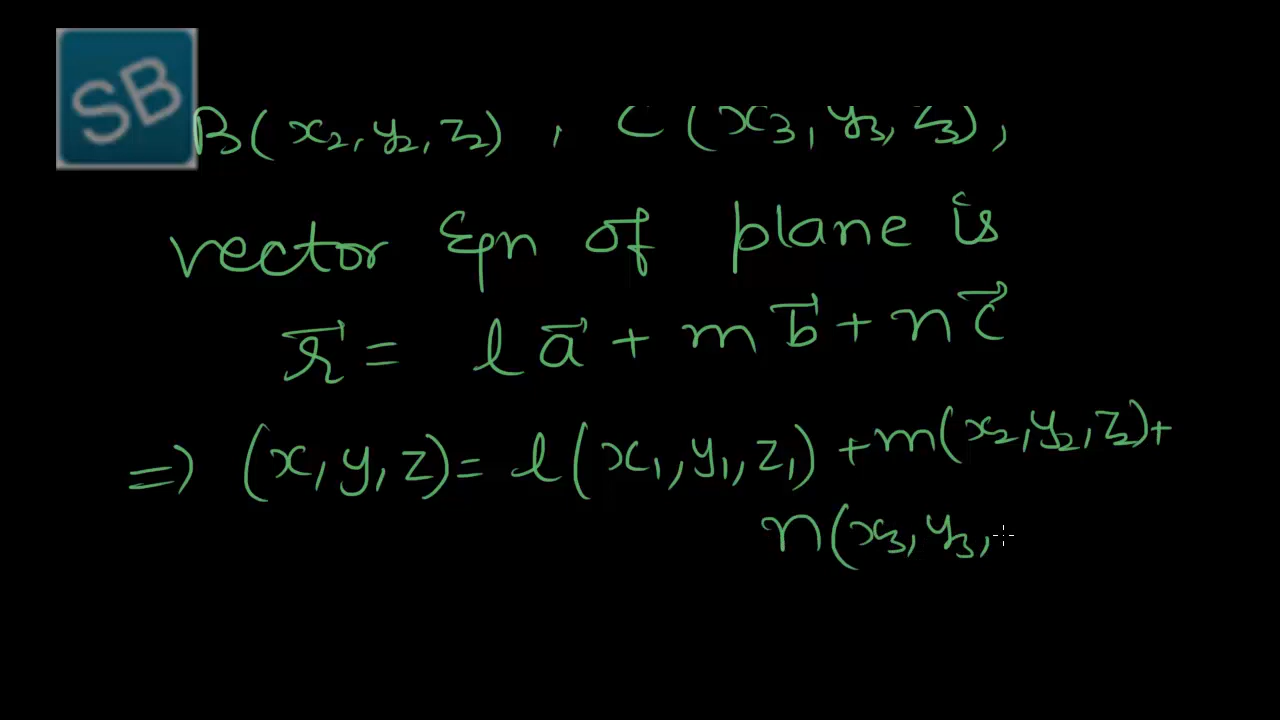 SB
B(x₂, y₂, z₂) , C(x₃, y₃, z₃),
vector Eqn of plane is
r⃗ = l a⃗ + m b⃗ + n c⃗
=> (x, y, z) = l(x₁, y₁, z₁) + m(x₂, y₂, z₂) +
n(x₃, y₃,